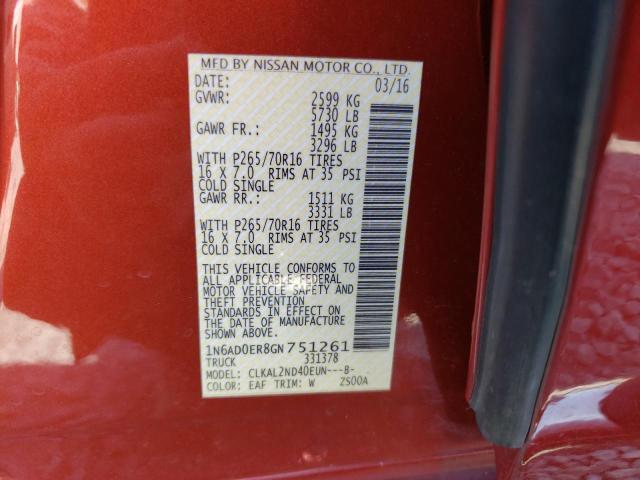 MFD BY NISSAN MOTOR CO., LTD.
DATE: 03/16
GVWR: 2599 KG
5730 LB
GAWR FR.: 1495 KG
3296 LB
WITH P265/70R16 TIRES
16 X 7.0 RIMS AT 35 PSI
COLD SINGLE
GAWR RR.: 1511 KG
3331 LB
WITH P265/70R16 TIRES
16 X 7.0 RIMS AT 35 PSI
COLD SINGLE
THIS VEHICLE CONFORMS TO
ALL APPLICABLE FEDERAL
MOTOR VEHICLE SAFETY AND
THEFT PREVENTION
STANDARDS IN EFFECT ON
THE DATE OF MANUFACTURE
SHOWN ABOVE.
1N6AD0ER8GN751261
TRUCK 331378
MODEL: CLKAL2ND40EUN---B-
COLOR: EAF TRIM: W ZS00A